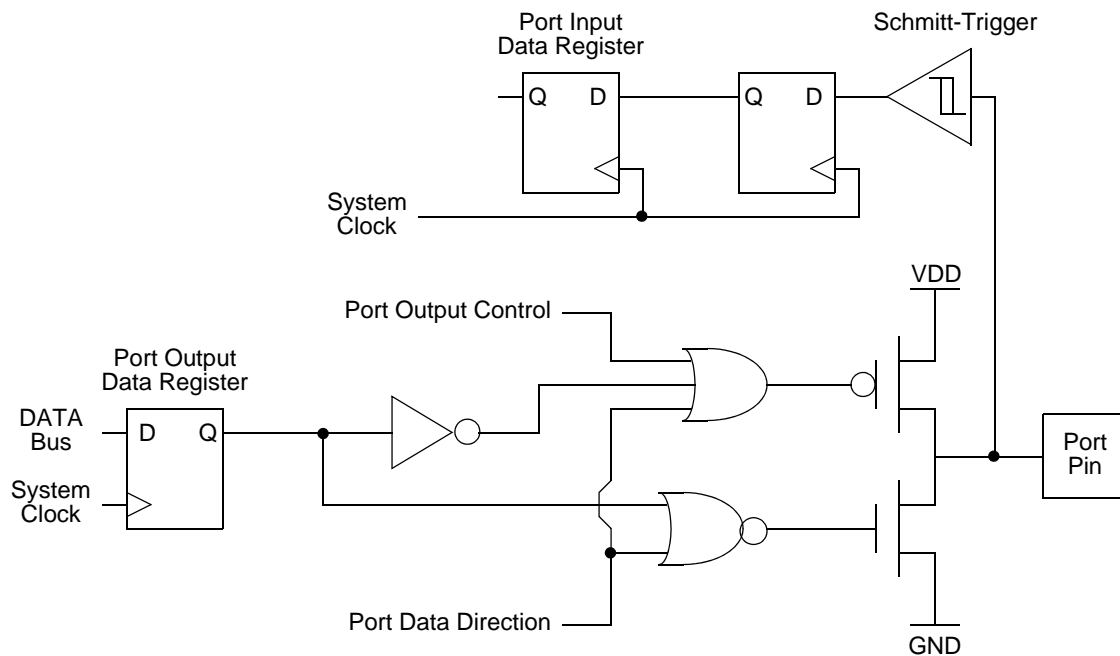 Port Input
Data Register
Schmitt-Trigger
Q D
Q D
System
Clock
VDD
Port Output Control
Port Output
Data Register
DATA
Bus
D Q
System
Clock
Port
Pin
Port Data Direction
GND